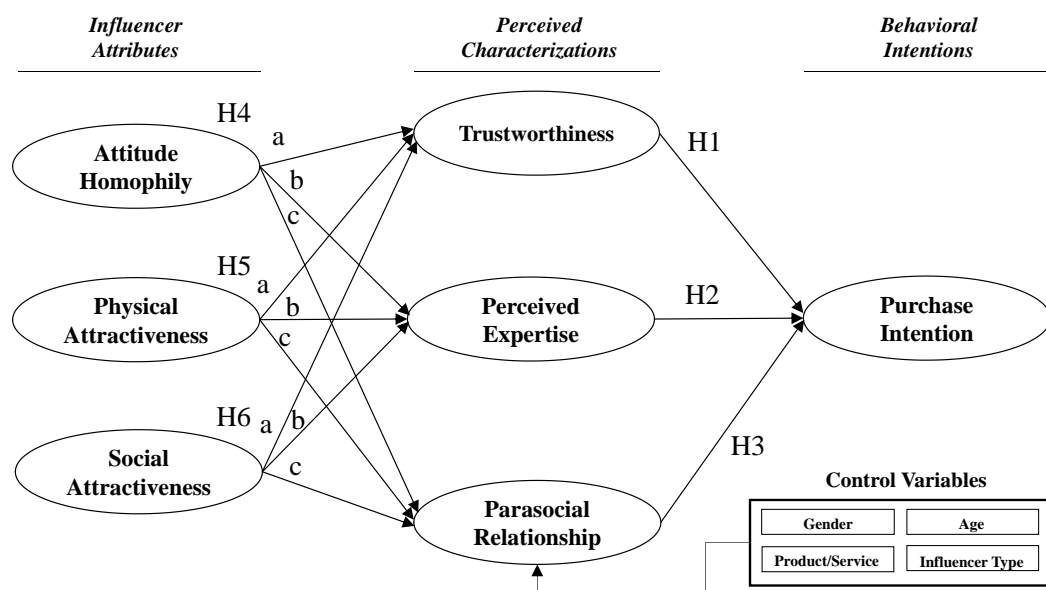 Influencer
Attributes
Perceived
Characterizations
Behavioral
Intentions
H4
a
b
c
Attitude
Homophily
Trustworthiness
H1
H5
a
b
c
Physical
Attractiveness
Perceived
Expertise
H2
Purchase
Intention
H6
a
b
c
Social
Attractiveness
Parasocial
Relationship
H3
Control Variables
Gender
Age
Product/Service
Influencer Type